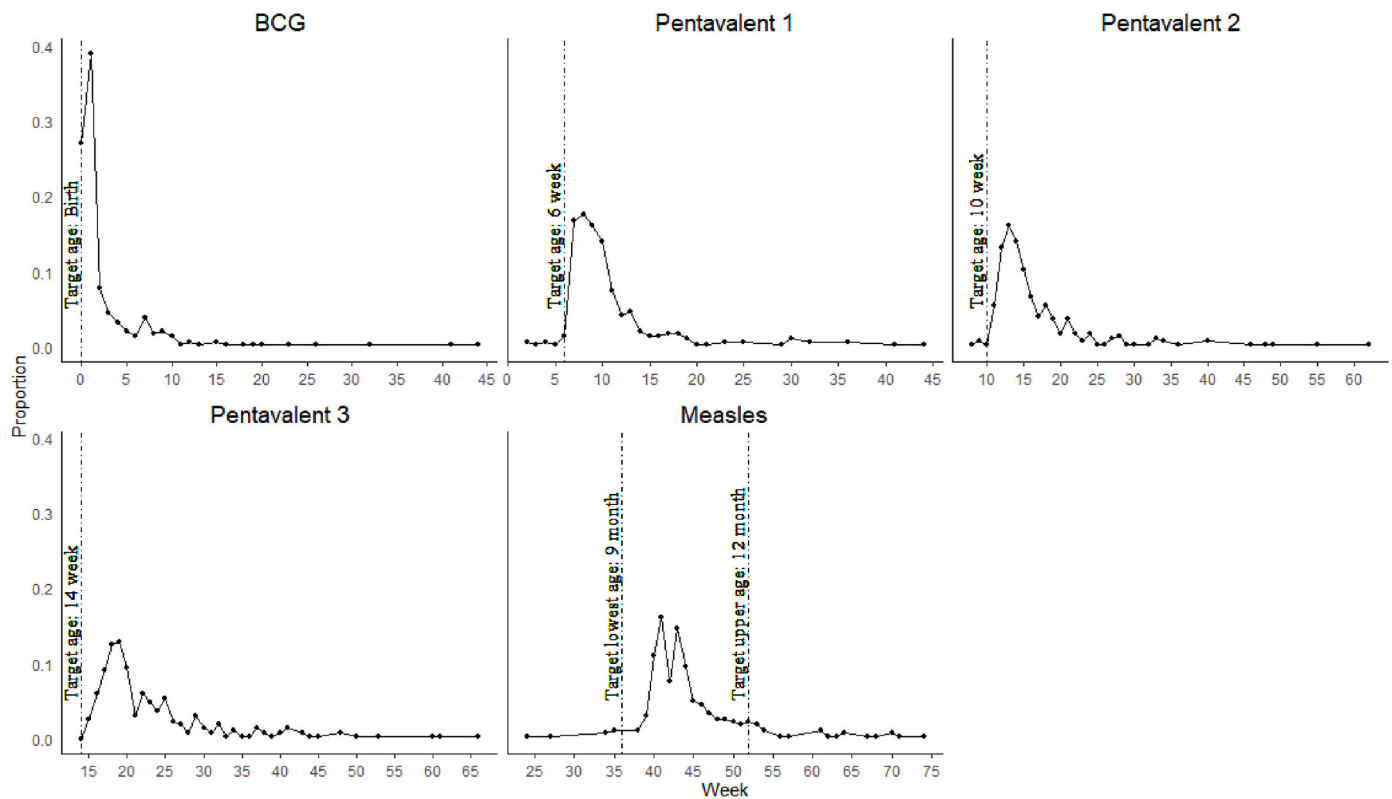 BCG
Pentavalent 1
Pentavalent 2
0.4
0.3
0.2
0.1
0.0
Target age: Birth
Target age: 6 week
Target age: 10 week
0 5 10 15 20 25 30 35 40 45
0 5 10 15 20 25 30 35 40 45
10 15 20 25 30 35 40 45 50 55 60
Proportion
Pentavalent 3
Measles
0.4
0.3
0.2
0.1
0.0
Target age: 14 week
Target lowest age: 9 month
Target upper age: 12 month
15 20 25 30 35 40 45 50 55 60 65
25 30 35 40 45 50 55 60 65 70 75
Week